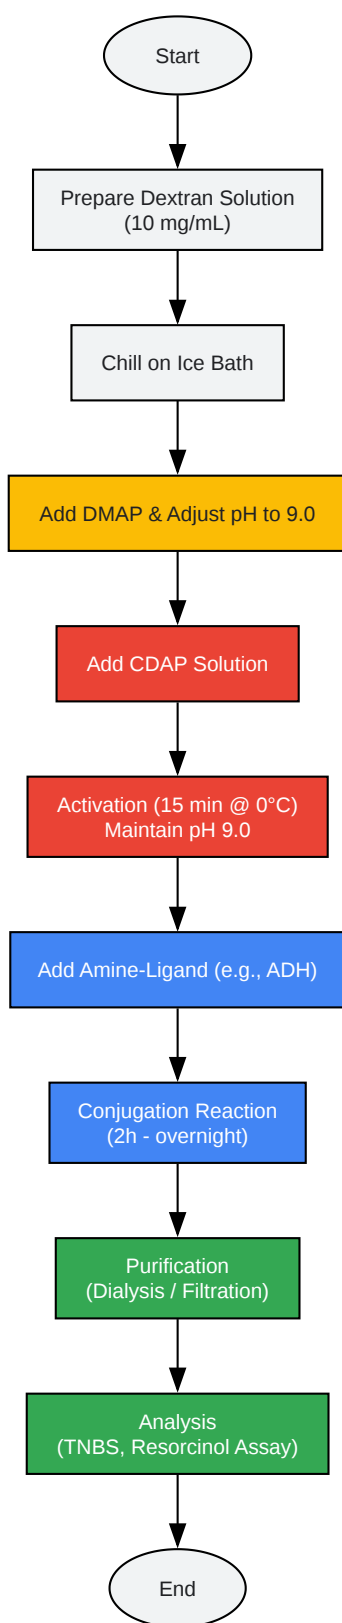 Start
Prepare Dextran Solution
(10 mg/mL)
Chill on Ice Bath
Add DMAP & Adjust pH to 9.0
Add CDAP Solution
Activation (15 min @ 0°C)
Maintain pH 9.0
Add Amine-Ligand (e.g., ADH)
Conjugation Reaction
(2h - overnight)
Purification
(Dialysis / Filtration)
Analysis
(TNBS, Resorcinol Assay)
End